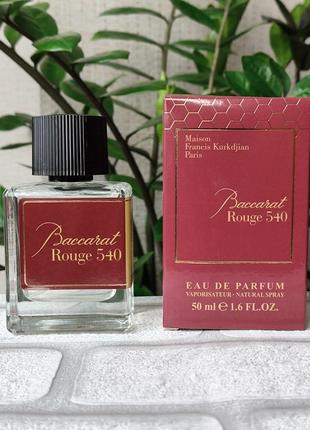 Baccarat
Rouge 540
Maison
Francis Kurkdjian
Paris
Baccarat
Rouge 540
EAU DE PARFUM
VAPORISATEUR - NATURAL SPRAY
50 ml ℮ 1.6 FL.OZ.